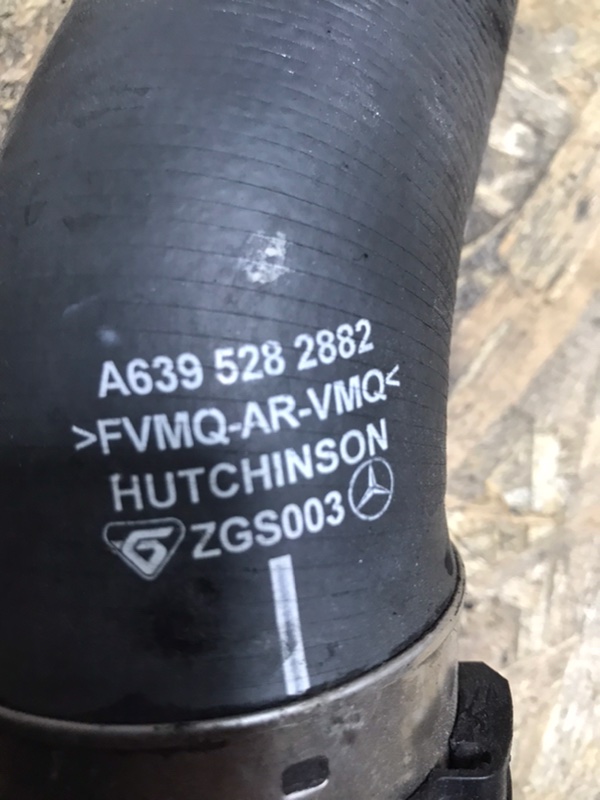 A639 528 2882
>FVMQ-AR-VMQ<
HUTCHINSON
ZGS003